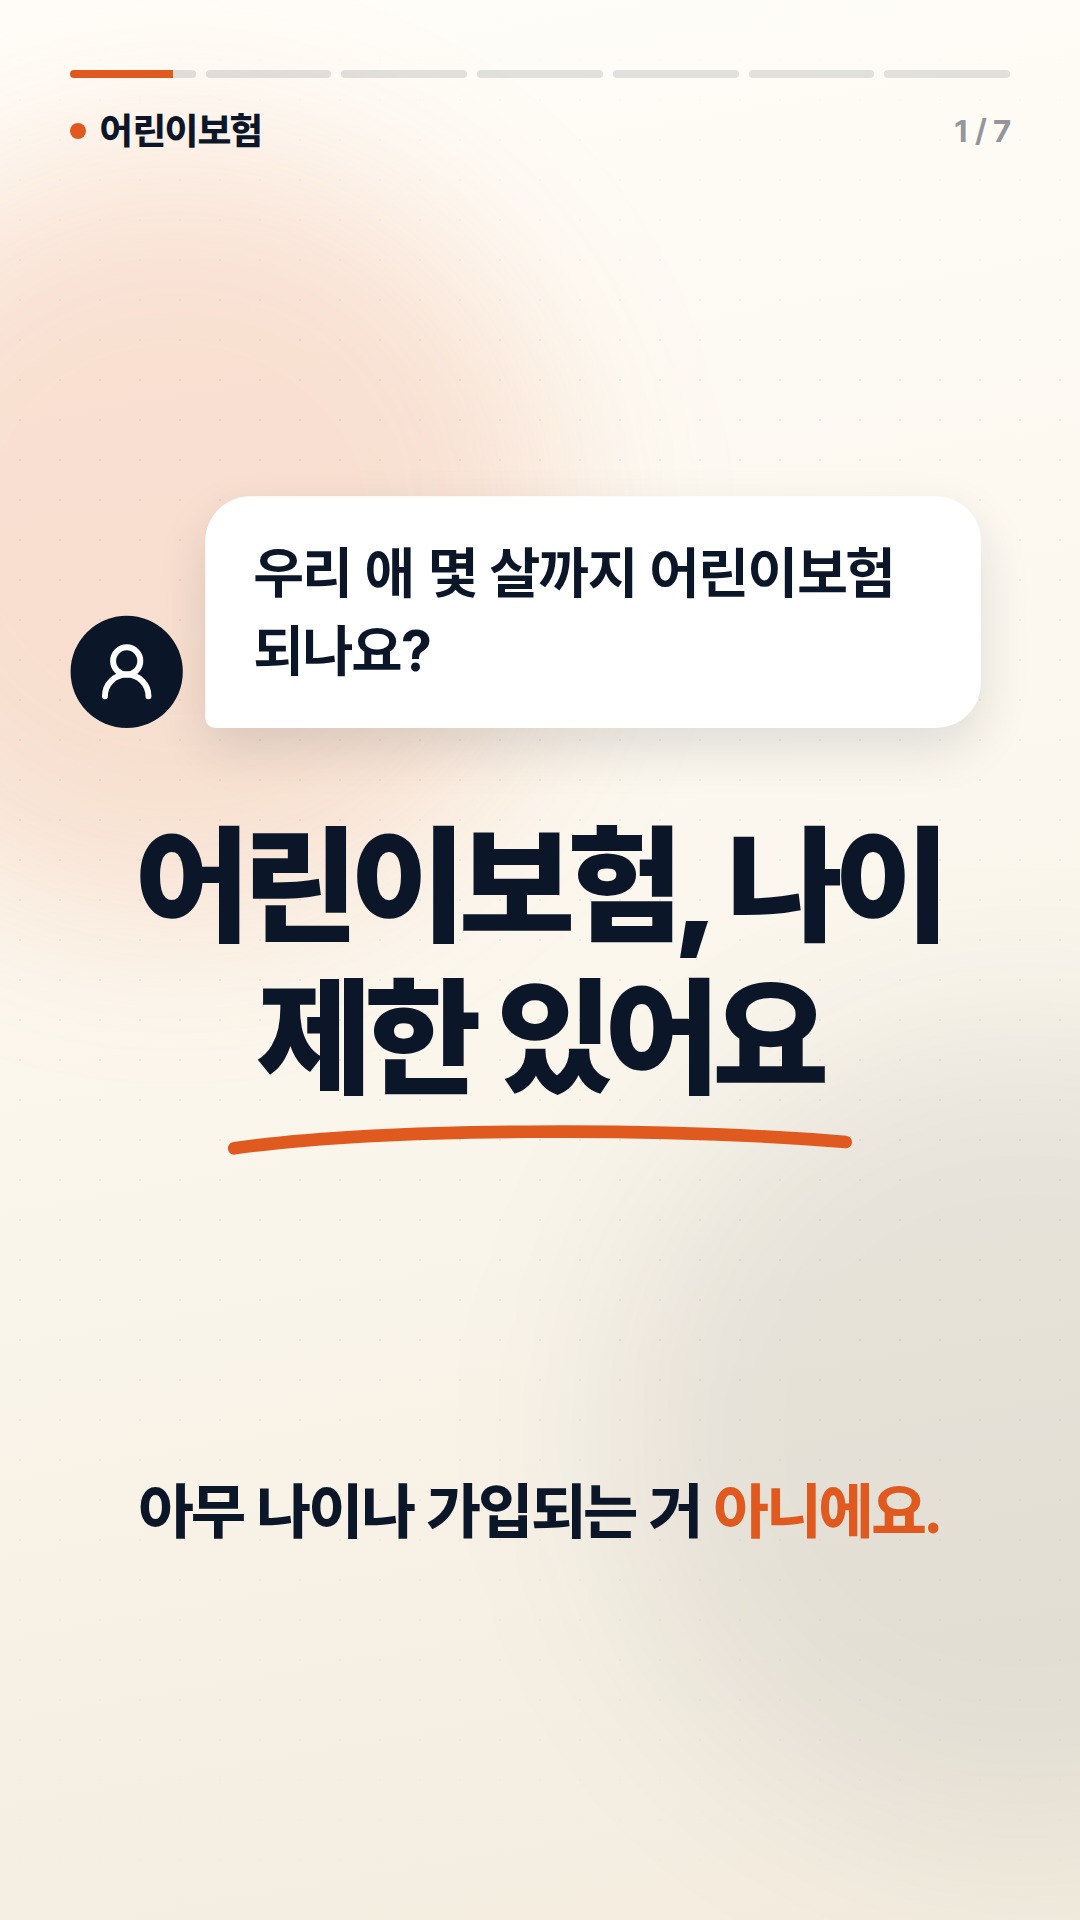 어린이보험
1 / 7
우리 애 몇 살까지 어린이보험
되나요?
어린이보험, 나이
제한 있어요
아무 나이나 가입되는 거 아니에요.